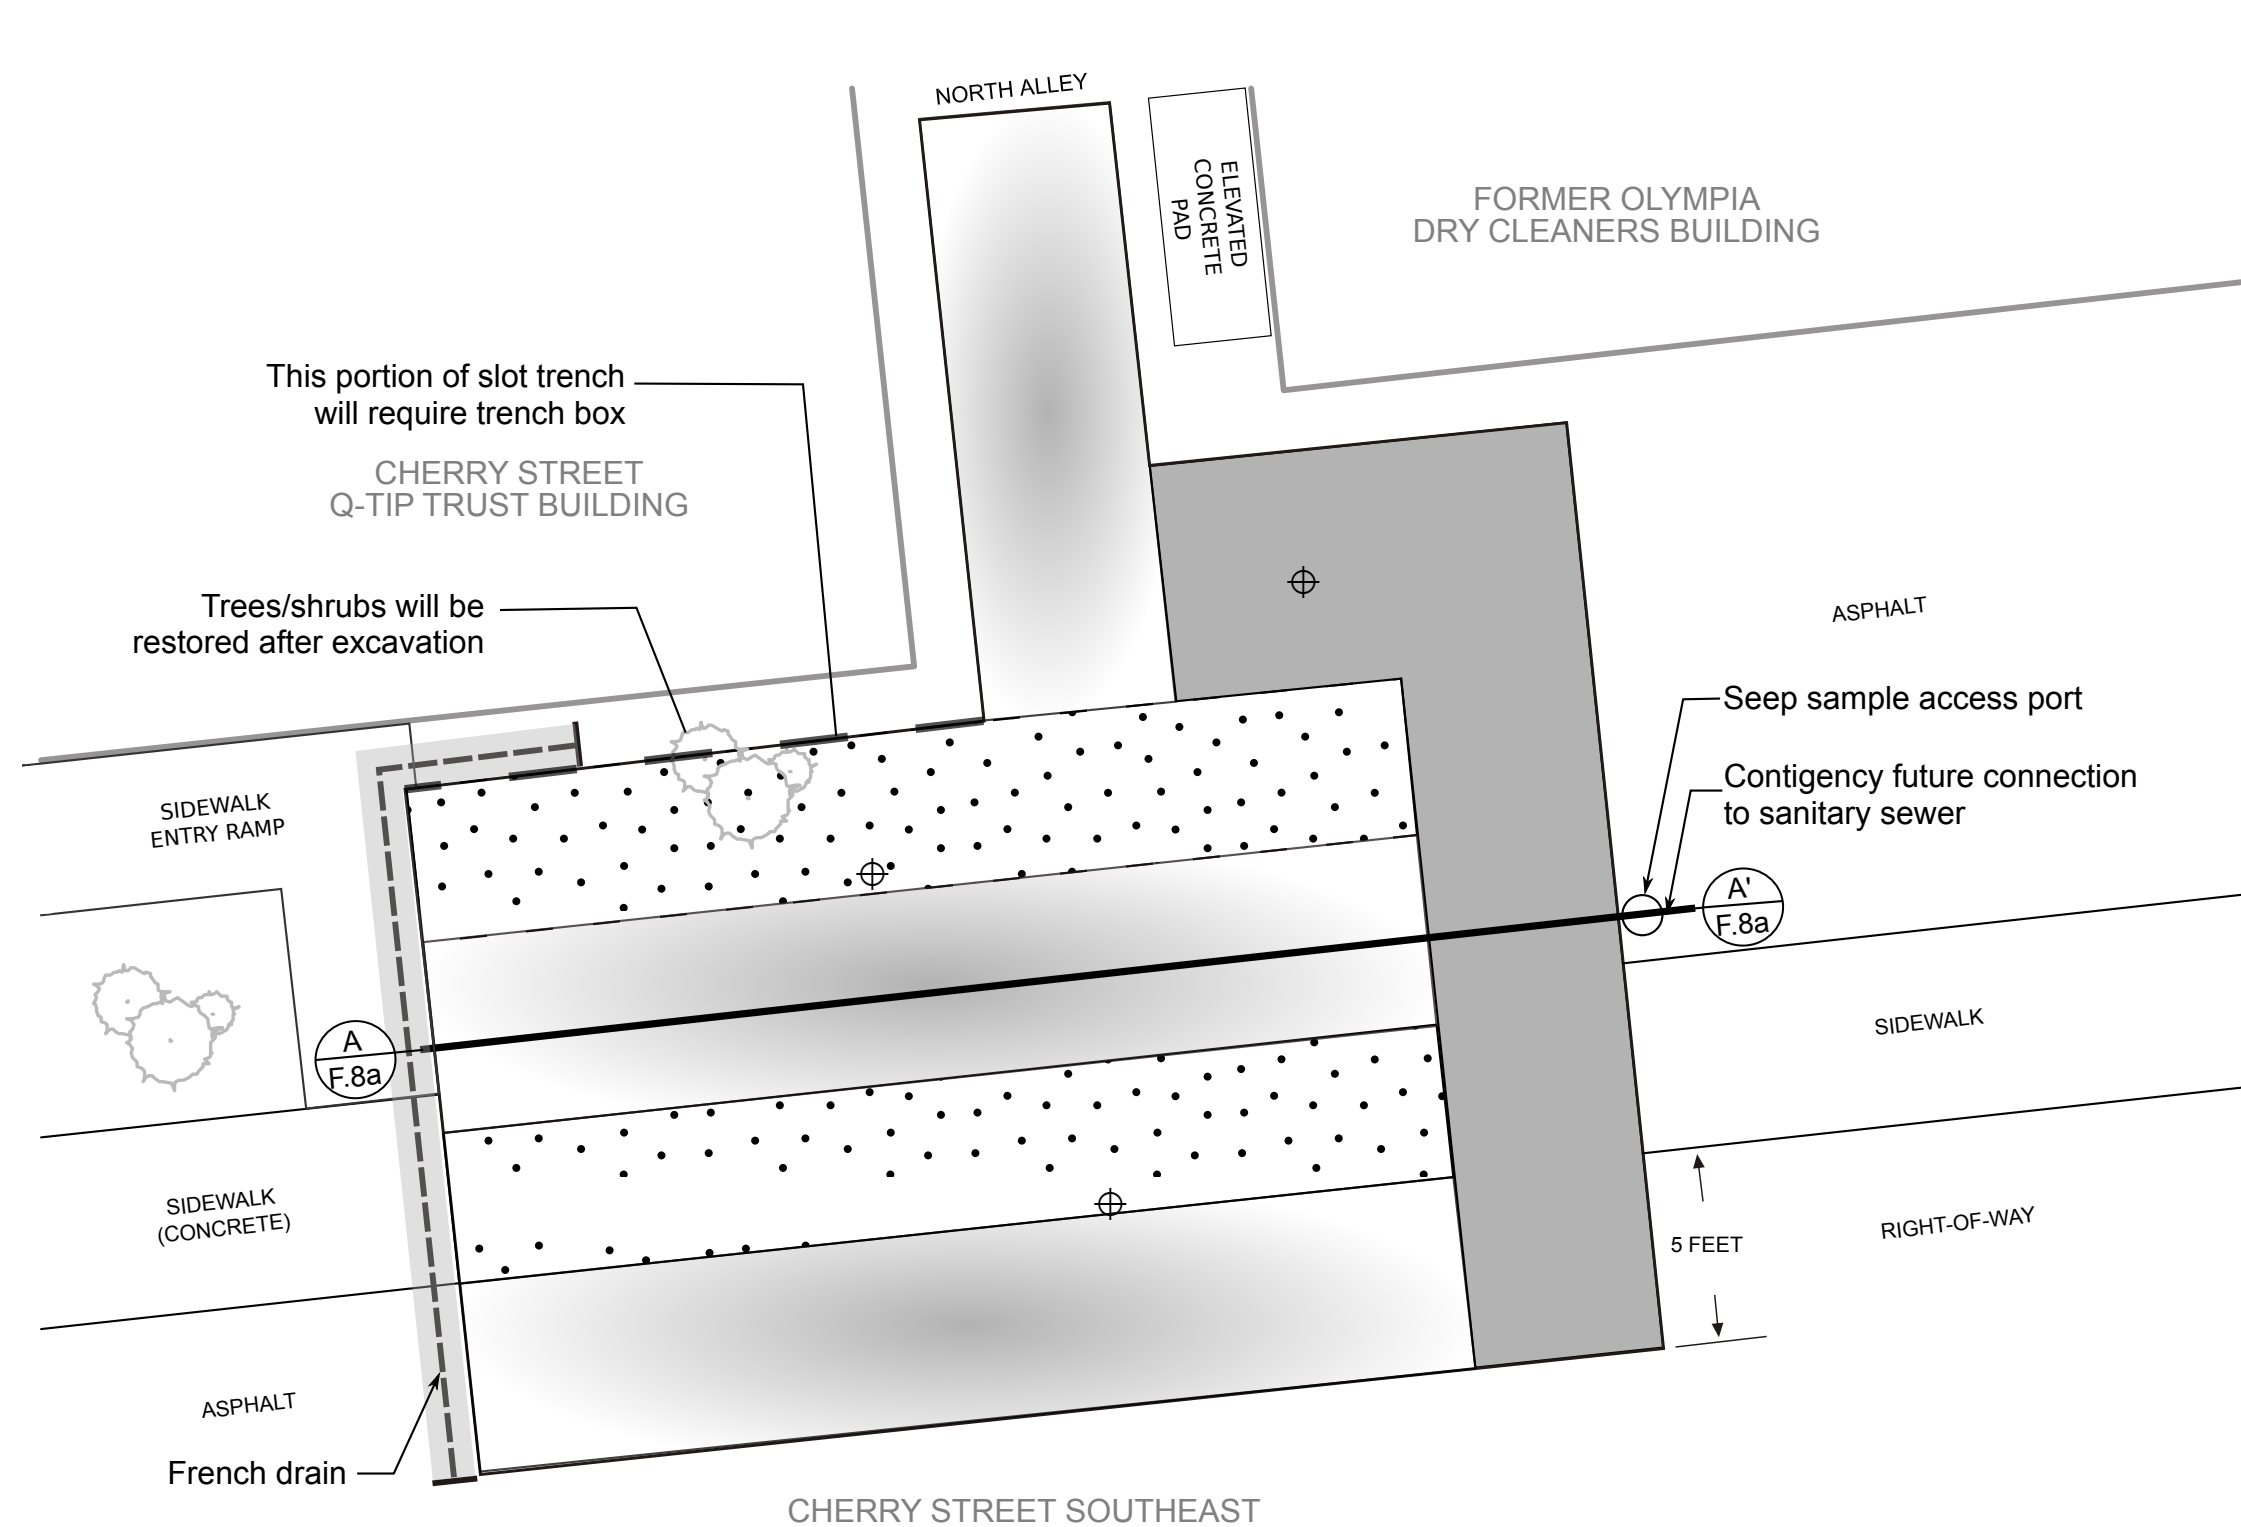 NORTH ALLEY
ELEVATED
CONCRETE
PAD
FORMER OLYMPIA
DRY CLEANERS BUILDING
This portion of slot trench
will require trench box
CHERRY STREET
Q-TIP TRUST BUILDING
Trees/shrubs will be
restored after excavation
ASPHALT
Seep sample access port
Contigency future connection
to sanitary sewer
SIDEWALK
ENTRY RAMP
A'
F.8a
SIDEWALK
A
F.8a
SIDEWALK
(CONCRETE)
5 FEET
RIGHT-OF-WAY
ASPHALT
French drain
CHERRY STREET SOUTHEAST